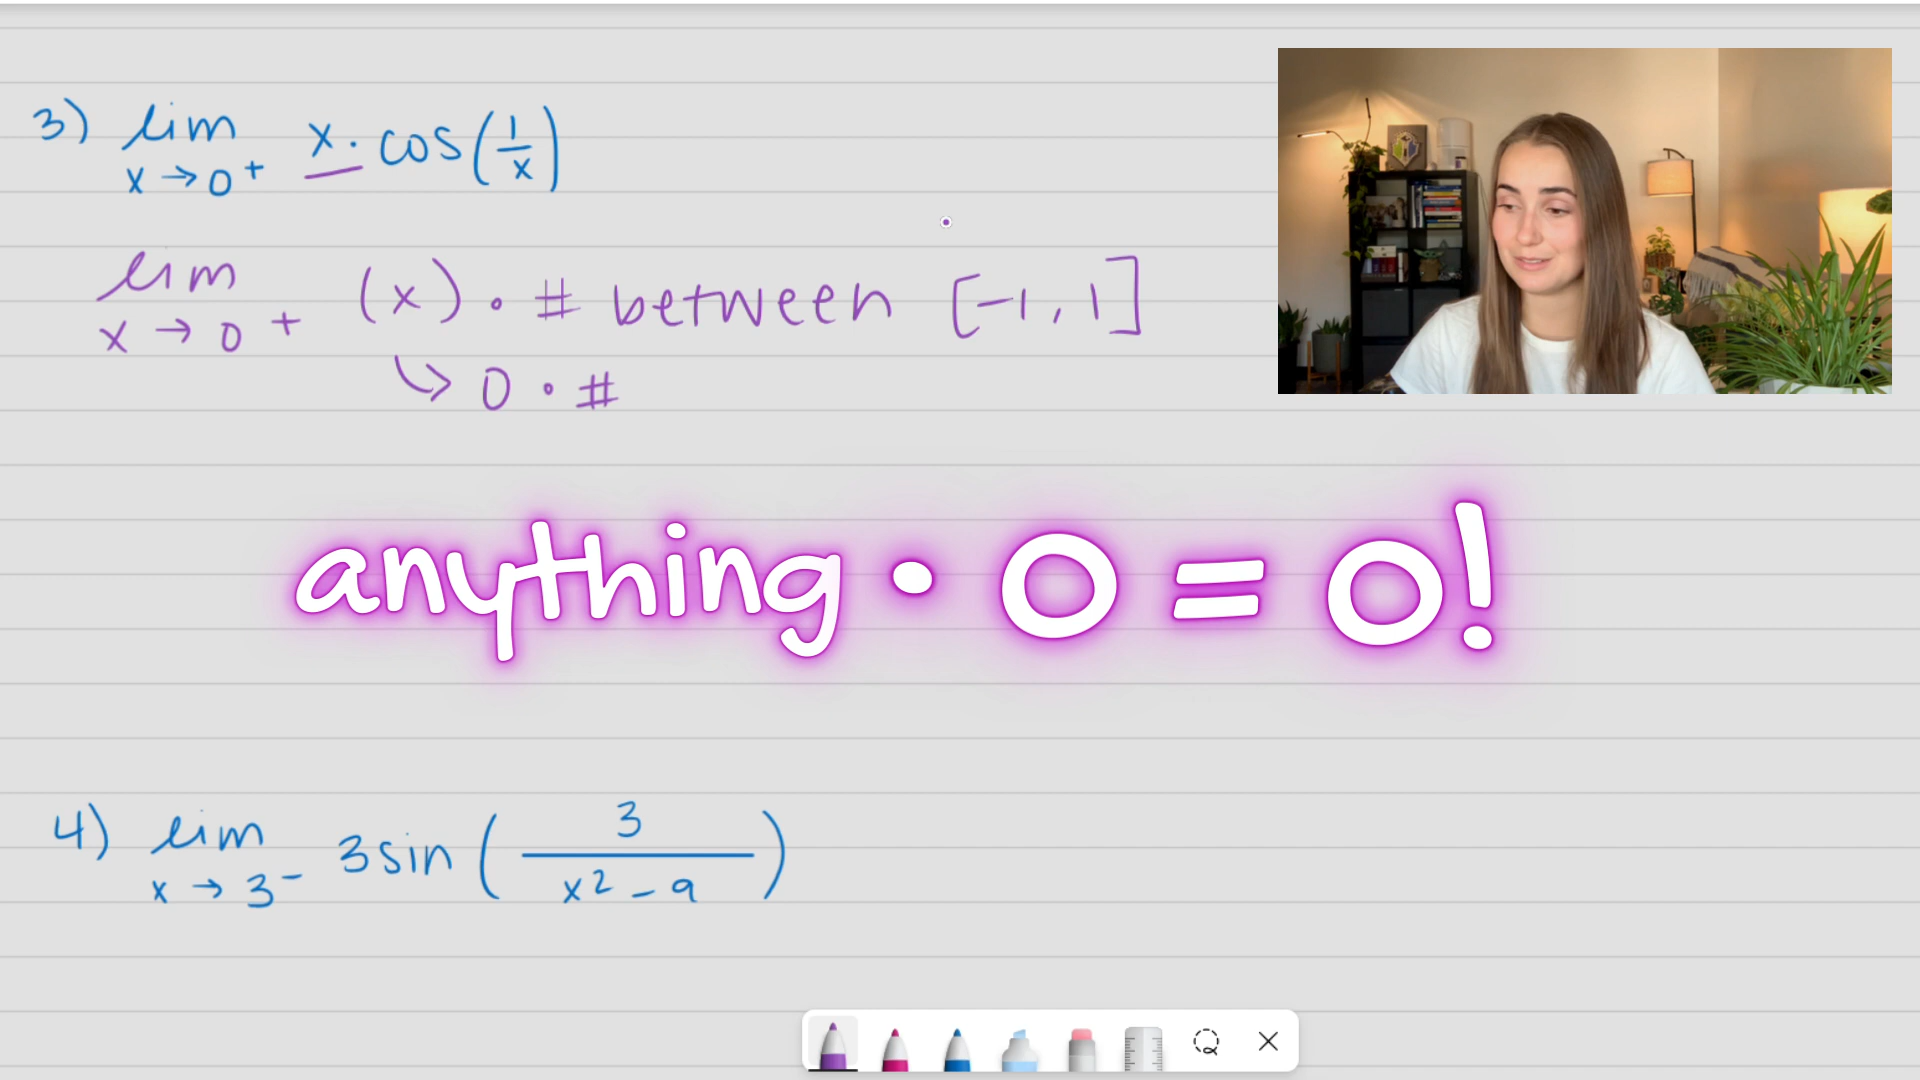 3) lim x · cos(1/x)
x → 0⁺
lim (x) · # between [-1, 1]
x → 0⁺
↳ 0 · #
anything · 0 = 0!
4) lim 3sin( 3 / x² - 9 )
x → 3⁻